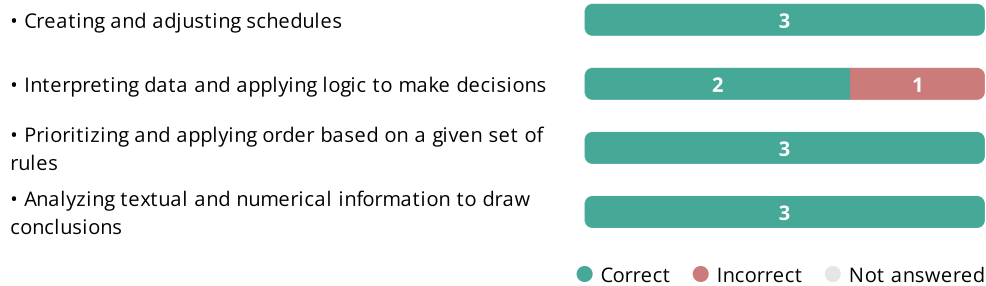 • Creating and adjusting schedules
3
• Interpreting data and applying logic to make decisions
2
1
• Prioritizing and applying order based on a given set of
rules
3
• Analyzing textual and numerical information to draw
conclusions
3
Correct
Incorrect
Not answered